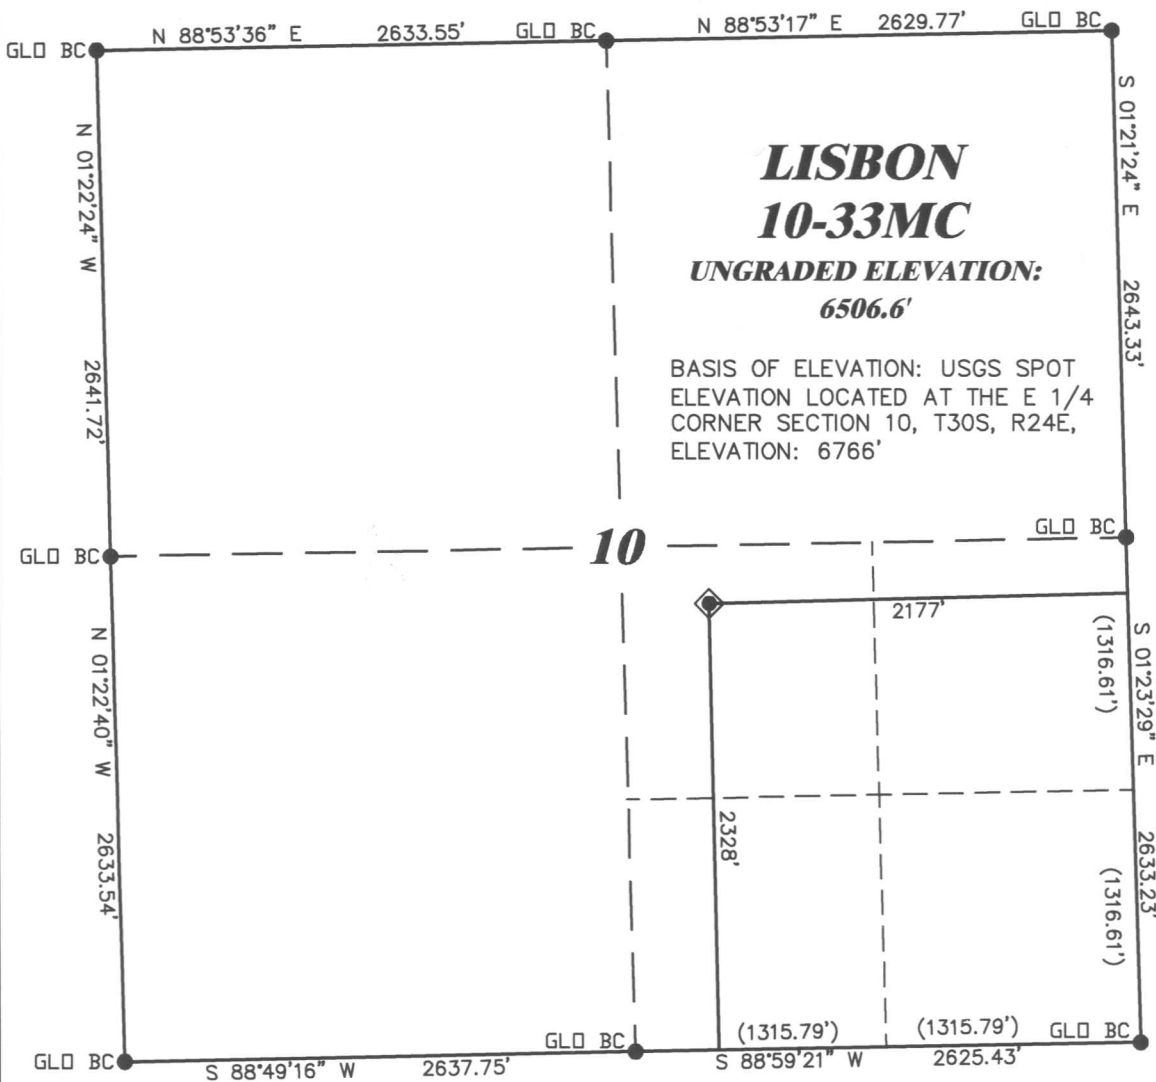 GLO BC
N 88°53'36" E 2633.55'
GLO BC
N 88°53'17" E 2629.77'
GLO BC
N 01°22'24" W 2641.72'
S 01°21'24" E 2643.33'
LISBON
10-33MC
UNGRADED ELEVATION:
6506.6'
BASIS OF ELEVATION: USGS SPOT
ELEVATION LOCATED AT THE E 1/4
CORNER SECTION 10, T30S, R24E,
ELEVATION: 6766'
GLO BC
10
GLO BC
2177'
(1316.61')
N 01°22'40" W 2633.54'
S 01°23'29" E 2633.23'
2328'
(1316.61')
(1315.79')
(1315.79')
GLO BC
GLO BC
GLO BC
S 88°49'16" W 2637.75'
S 88°59'21" W 2625.43'